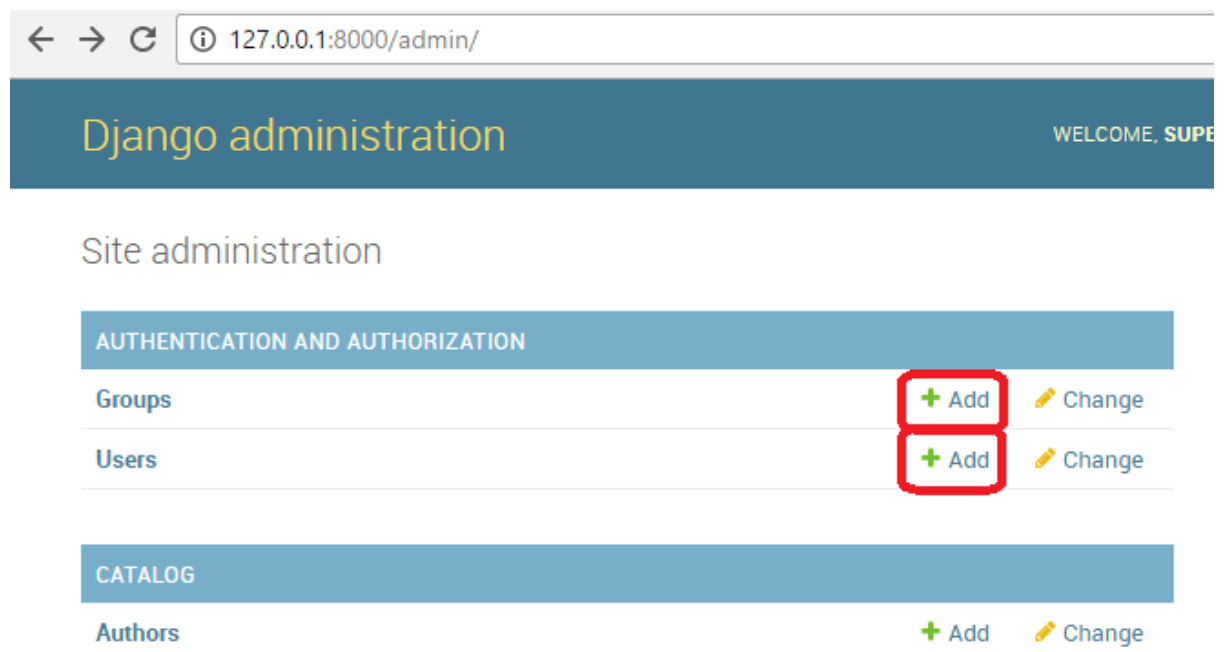 127.0.0.1:8000/admin/
Django administration
WELCOME, SUPE
Site administration
AUTHENTICATION AND AUTHORIZATION
Groups Add Change
Users Add Change
CATALOG
Authors Add Change